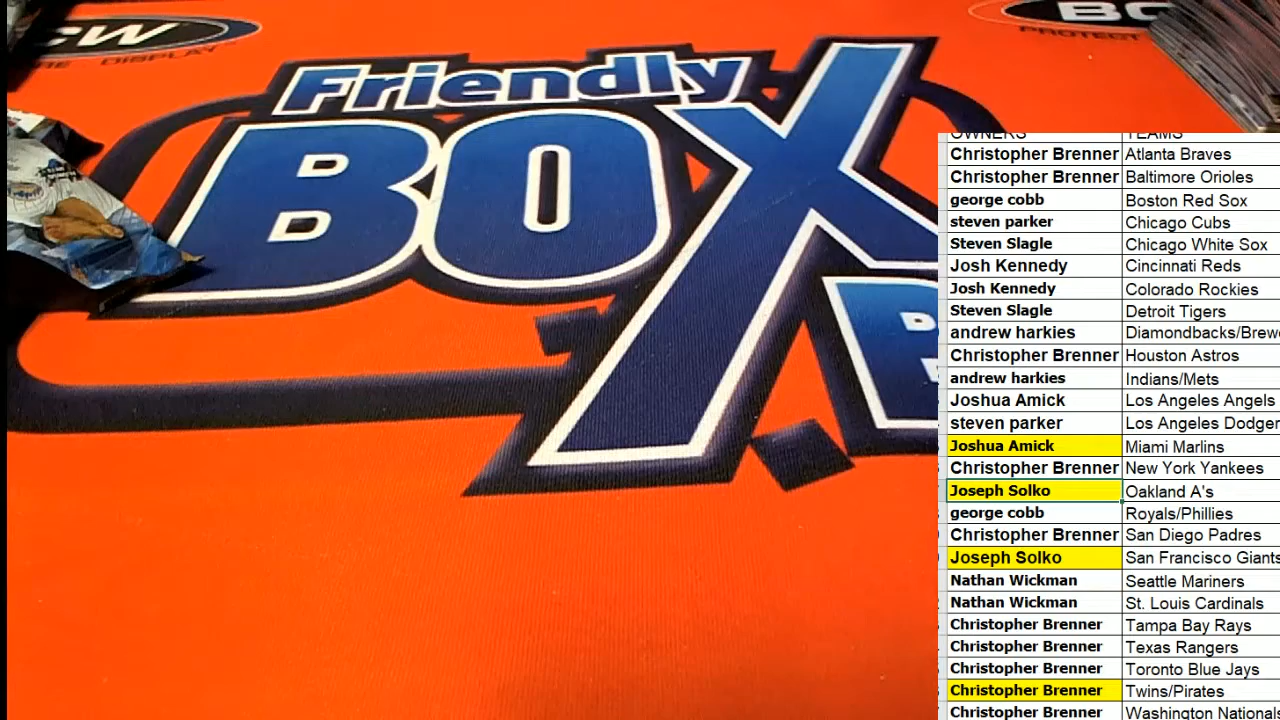 CW
BC
RE DISPLAY
PROTECT
Friendly
BOX
B
OWNERS TEAMS
Christopher Brenner Atlanta Braves
Christopher Brenner Baltimore Orioles
george cobb Boston Red Sox
steven parker Chicago Cubs
Steven Slagle Chicago White Sox
Josh Kennedy Cincinnati Reds
Josh Kennedy Colorado Rockies
Steven Slagle Detroit Tigers
andrew harkies Diamondbacks/Brewe
Christopher Brenner Houston Astros
andrew harkies Indians/Mets
Joshua Amick Los Angeles Angels
steven parker Los Angeles Dodger
Joshua Amick Miami Marlins
Christopher Brenner New York Yankees
Joseph Solko Oakland A's
george cobb Royals/Phillies
Christopher Brenner San Diego Padres
Joseph Solko San Francisco Giants
Nathan Wickman Seattle Mariners
Nathan Wickman St. Louis Cardinals
Christopher Brenner Tampa Bay Rays
Christopher Brenner Texas Rangers
Christopher Brenner Toronto Blue Jays
Christopher Brenner Twins/Pirates
Christopher Brenner Washington Nationals